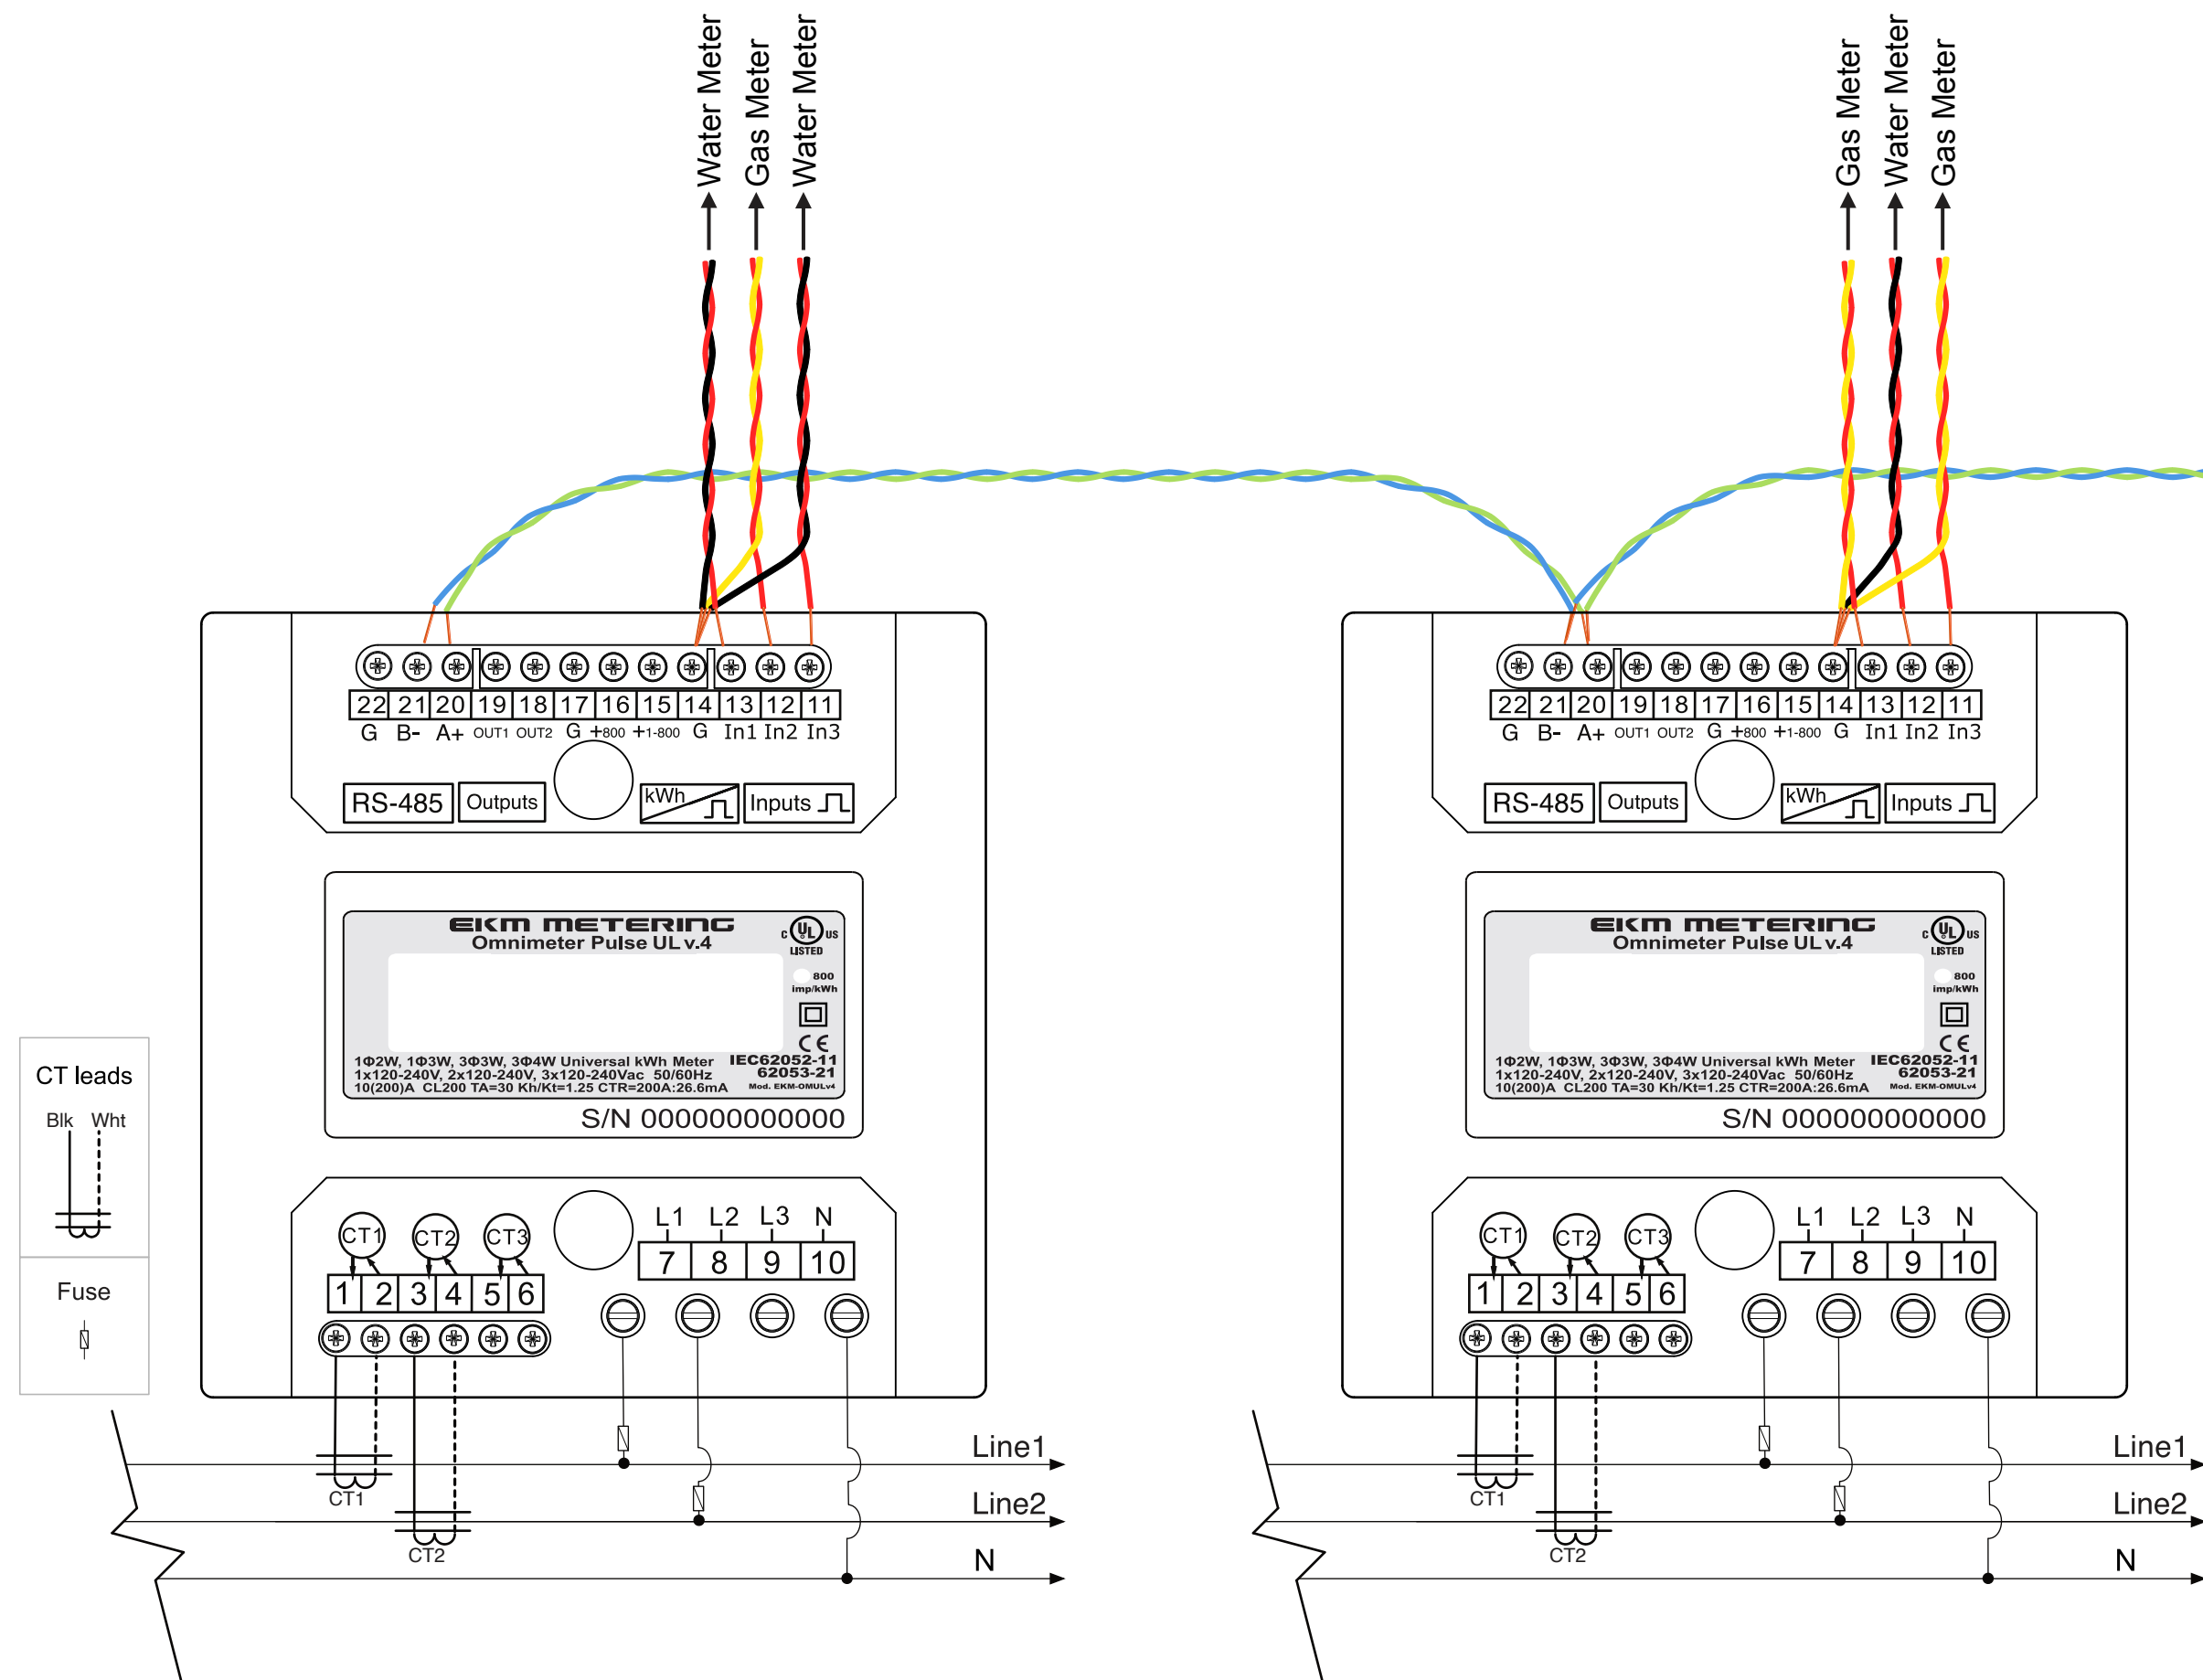 Water Meter
Gas Meter
Water Meter
Gas Meter
Water Meter
Gas Meter
22 21 20 19 18 17 16 15 14 13 12 11
G B- A+ OUT1 OUT2 G +800 +1-800 G In1 In2 In3
RS-485 Outputs kWh Inputs
EKM METERING
Omnimeter Pulse UL v.4
C UL US
LISTED
800
imp/kWh
CE
1Φ2W, 1Φ3W, 3Φ3W, 3Φ4W Universal kWh Meter IEC62052-11
1x120-240V, 2x120-240V, 3x120-240Vac 50/60Hz 62053-21
10(200)A CL200 TA=30 Kh/Kt=1.25 CTR=200A:26.6mA Mod. EKM-OMULv4
S/N 000000000000
CT1 CT2 CT3
L1 L2 L3 N
7 8 9 10
1 2 3 4 5 6
Line1
CT1
Line2
CT2
N
22 21 20 19 18 17 16 15 14 13 12 11
G B- A+ OUT1 OUT2 G +800 +1-800 G In1 In2 In3
RS-485 Outputs kWh Inputs
EKM METERING
Omnimeter Pulse UL v.4
C UL US
LISTED
800
imp/kWh
CE
1Φ2W, 1Φ3W, 3Φ3W, 3Φ4W Universal kWh Meter IEC62052-11
1x120-240V, 2x120-240V, 3x120-240Vac 50/60Hz 62053-21
10(200)A CL200 TA=30 Kh/Kt=1.25 CTR=200A:26.6mA Mod. EKM-OMULv4
S/N 000000000000
CT1 CT2 CT3
L1 L2 L3 N
7 8 9 10
1 2 3 4 5 6
Line1
CT1
Line2
CT2
N
CT leads
Blk Wht
Fuse